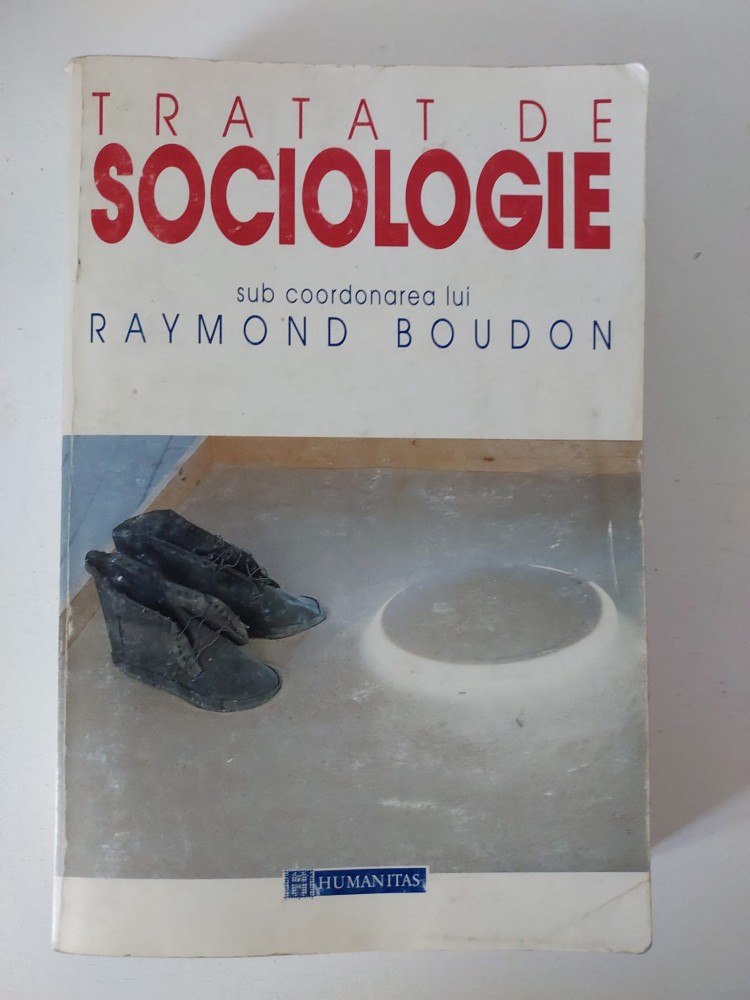 TRATAT DE
SOCIOLOGIE
sub coordonarea lui
RAYMOND BOUDON
HUMANITAS